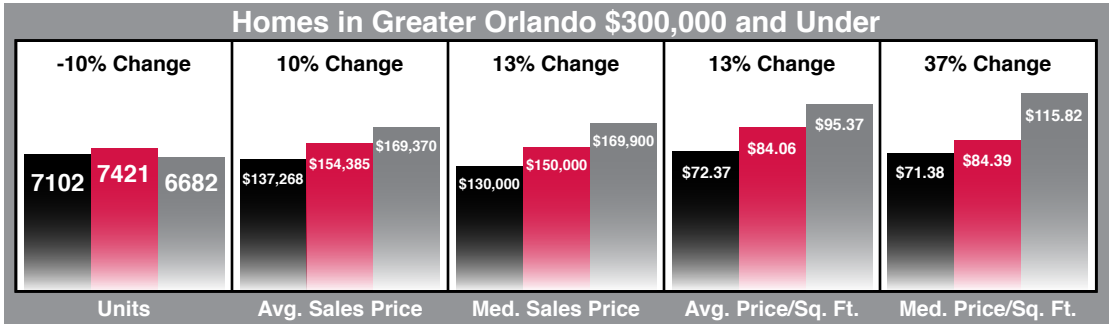 Homes in Greater Orlando $300,000 and Under
-10% Change
7102 7421 6682
Units
10% Change
$137,268 $154,385 $169,370
Avg. Sales Price
13% Change
$130,000 $150,000 $169,900
Med. Sales Price
13% Change
$72.37 $84.06 $95.37
Avg. Price/Sq. Ft.
37% Change
$71.38 $84.39 $115.82
Med. Price/Sq. Ft.